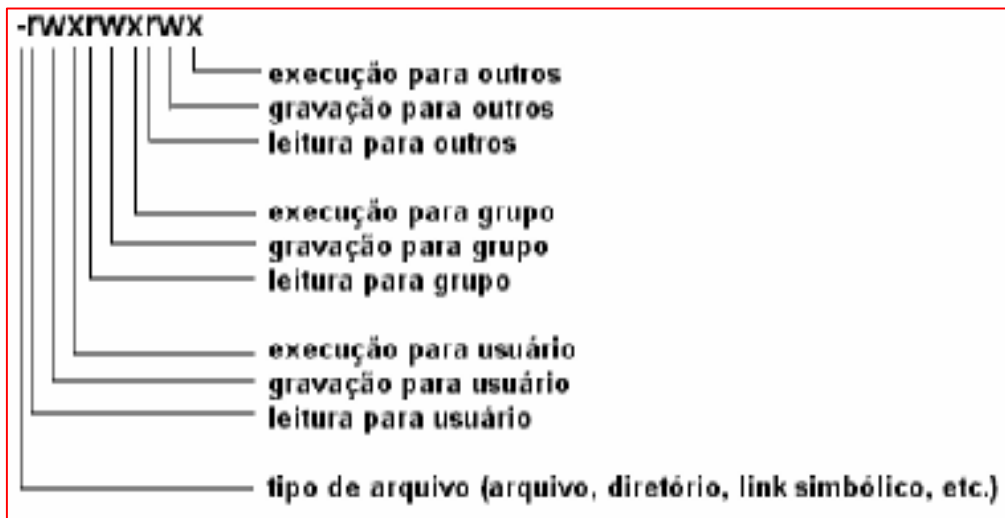 -rwxrwxrwx
execução para outros
gravação para outros
leitura para outros
execução para grupo
gravação para grupo
leitura para grupo
execução para usuário
gravação para usuário
leitura para usuário
tipo de arquivo (arquivo, diretório, link simbólico, etc.)